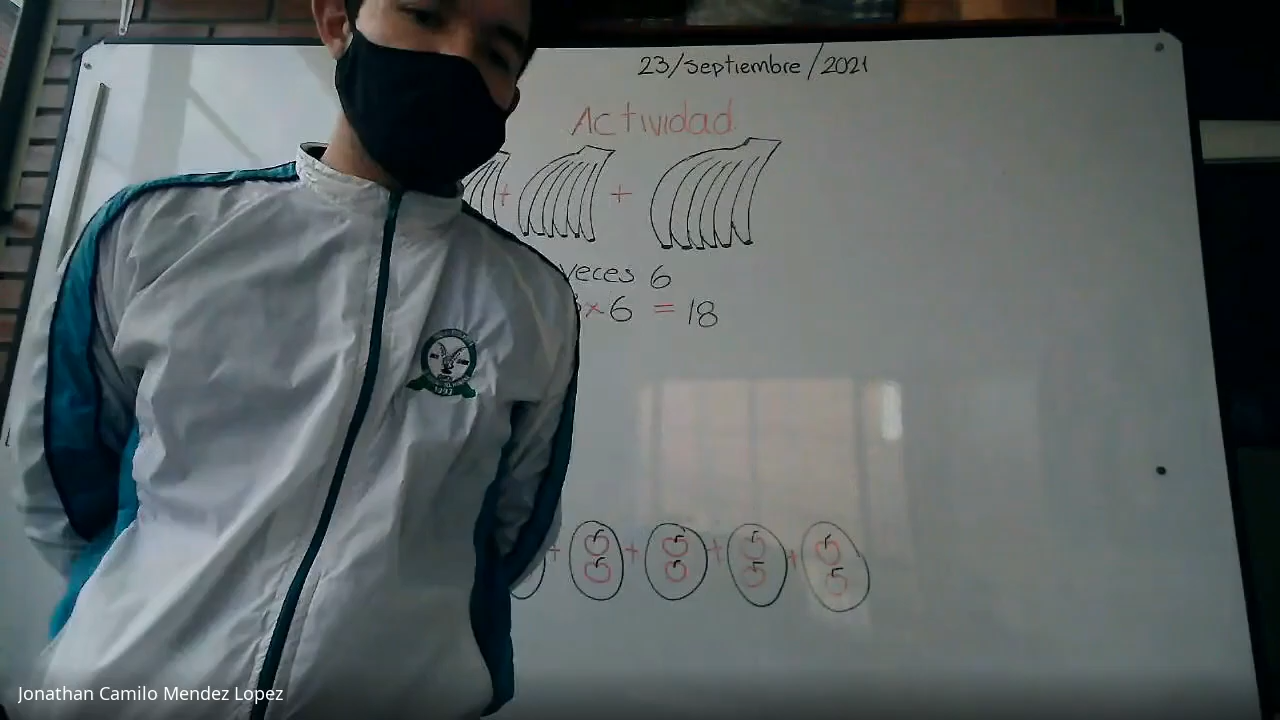 23/Septiembre/2021
Actividad
+ +
veces 6
x 6 = 18
+ + + +
Jonathan Camilo Mendez Lopez